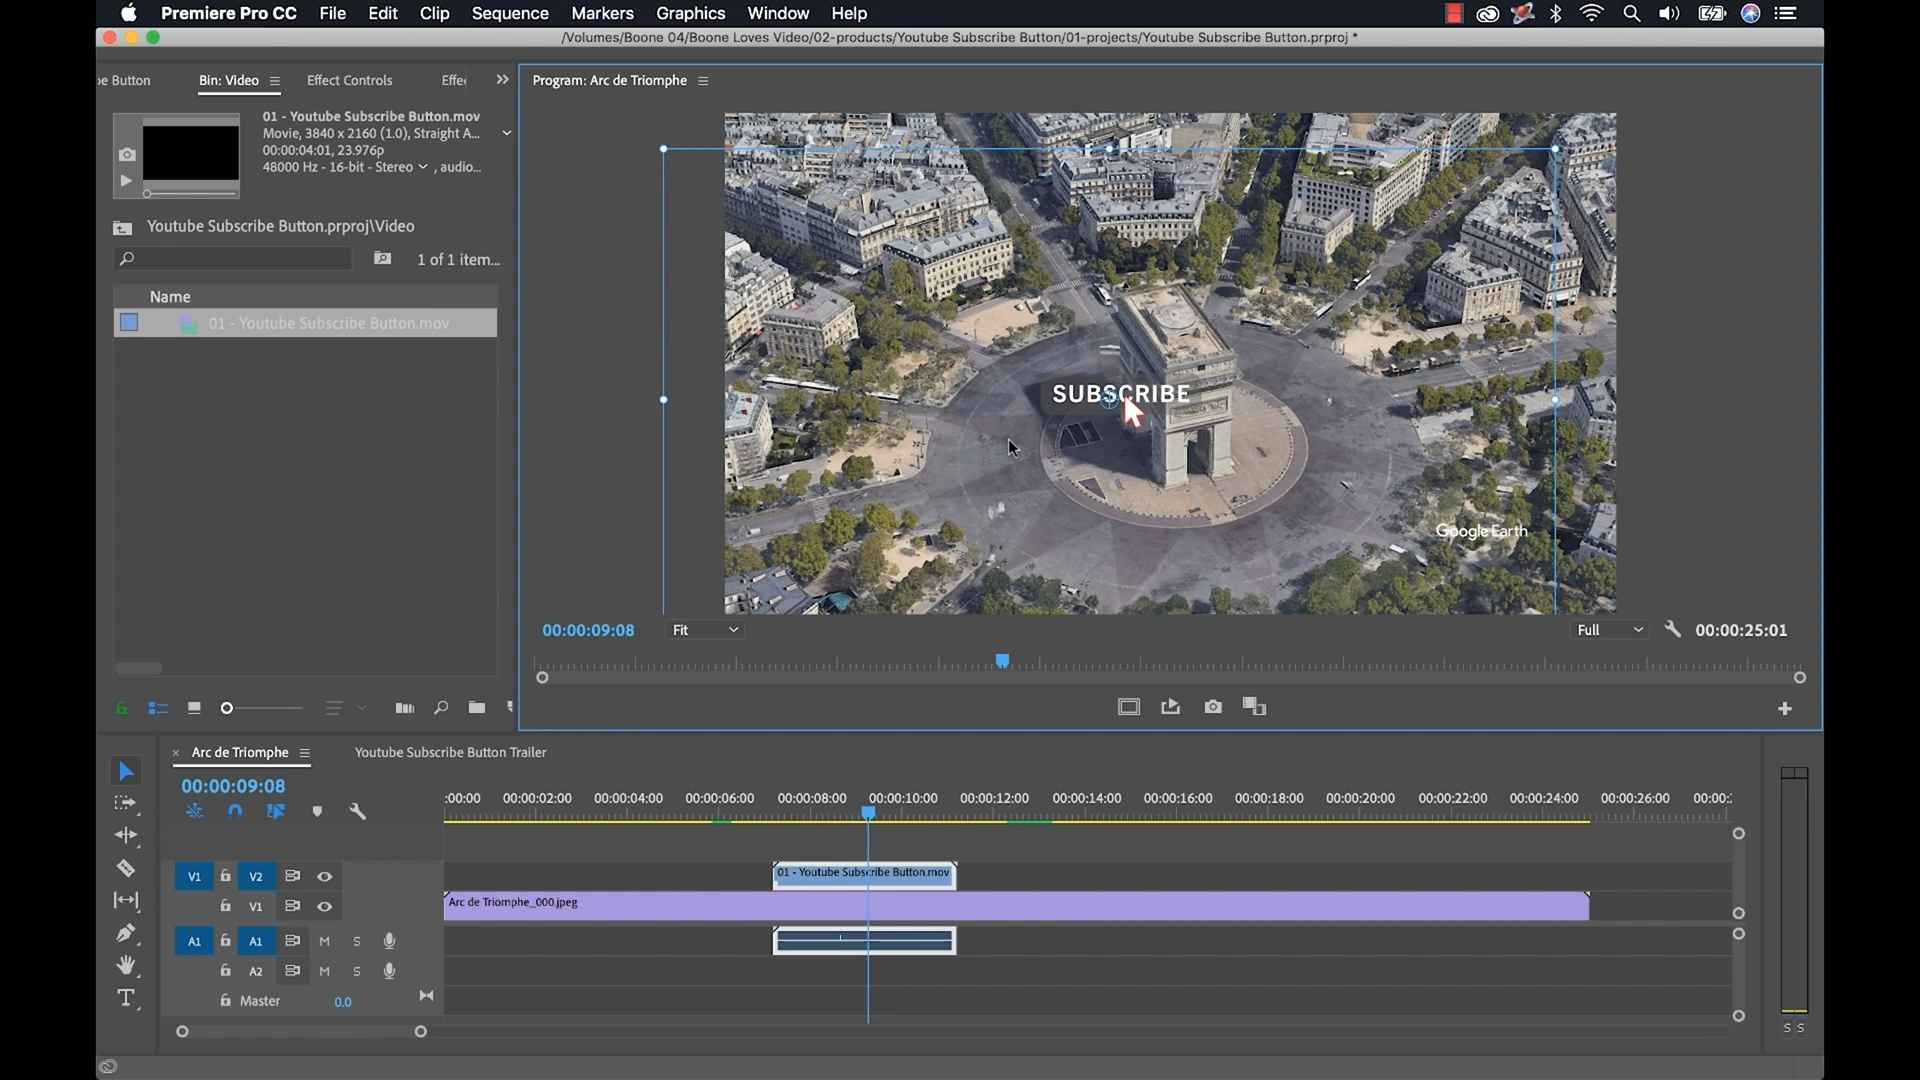 Premiere Pro CC File Edit Clip Sequence Markers Graphics Window Help
/Volumes/Boone 04/Boone Loves Video/02-products/Youtube Subscribe Button/01-projects/Youtube Subscribe Button.prproj *
be Button Bin: Video Effect Controls Effe
Program: Arc de Triomphe
01 - Youtube Subscribe Button.mov
Movie, 3840 x 2160 (1.0), Straight A...
00:00:04:01, 23.976p
48000 Hz - 16-bit - Stereo , audio...
Youtube Subscribe Button.prproj\Video
1 of 1 item...
Name
01 - Youtube Subscribe Button.mov
SUBSCRIBE
Google Earth
00:00:09:08 Fit Full 00:00:25:01
× Arc de Triomphe Youtube Subscribe Button Trailer
00:00:09:08
:00:00 00:00:02:00 00:00:04:00 00:00:06:00 00:00:08:00 00:00:10:00 00:00:12:00 00:00:14:00 00:00:16:00 00:00:18:00 00:00:20:00 00:00:22:00 00:00:24:00 00:00:26:00 00:00:2
V1 V2 01 - Youtube Subscribe Button.mov
V1 Arc de Triomphe_000.jpeg
A1 A1 M S
A2 M S
Master 0.0
S S